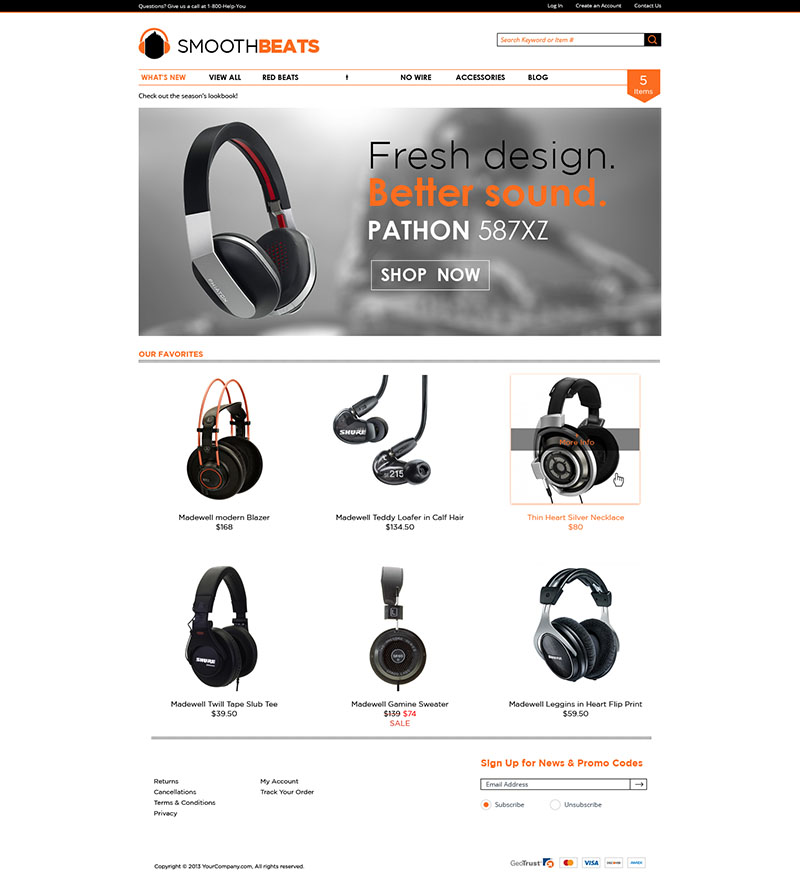 Questions? Give us a call at 1-800-Help-You
Log In Create an Account Contact Us
SMOOTHBEATS
Search Keyword or Item #
WHAT'S NEW VIEW ALL RED BEATS t NO WIRE ACCESSORIES BLOG
5
Items
Check out the season's lookbook!
Fresh design.
Better sound.
PATHON 587XZ
SHOP NOW
PHIATON
OUR FAVORITES
SHURE
215
+
More Info
Madewell modern Blazer
$168
Madewell Teddy Loafer in Calf Hair
$134.50
Thin Heart Silver Necklace
$80
SHURE
Madewell Twill Tape Slub Tee
$39.50
Madewell Gamine Sweater
$139 $74
SALE
Madewell Leggins in Heart Flip Print
$59.50
Sign Up for News & Promo Codes
Email Address
Subscribe Unsubscribe
Returns
Cancellations
Terms & Conditions
Privacy
My Account
Track Your Order
Copyright © 2013 YourCompany.com, All rights reserved.
GeoTrust VISA DISCOVER